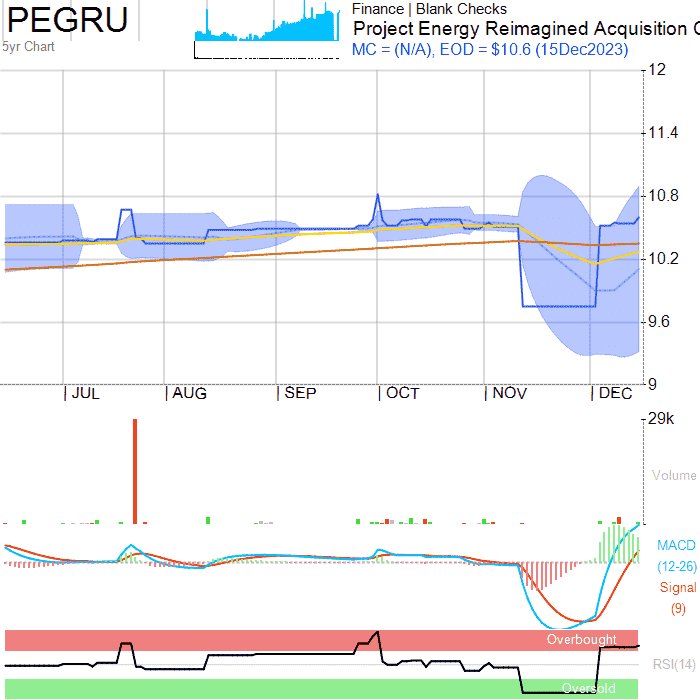 PEGRU
5yr Chart
Finance | Blank Checks
Project Energy Reimagined Acquisition C
MC = (N/A), EOD = $10.6 (15Dec2023)
12
11.4
10.8
10.2
9.6
9
JUL AUG SEP OCT NOV DEC
29k
Volume
MACD
(12-26)
Signal
(9)
Overbought
RSI(14)
Oversold